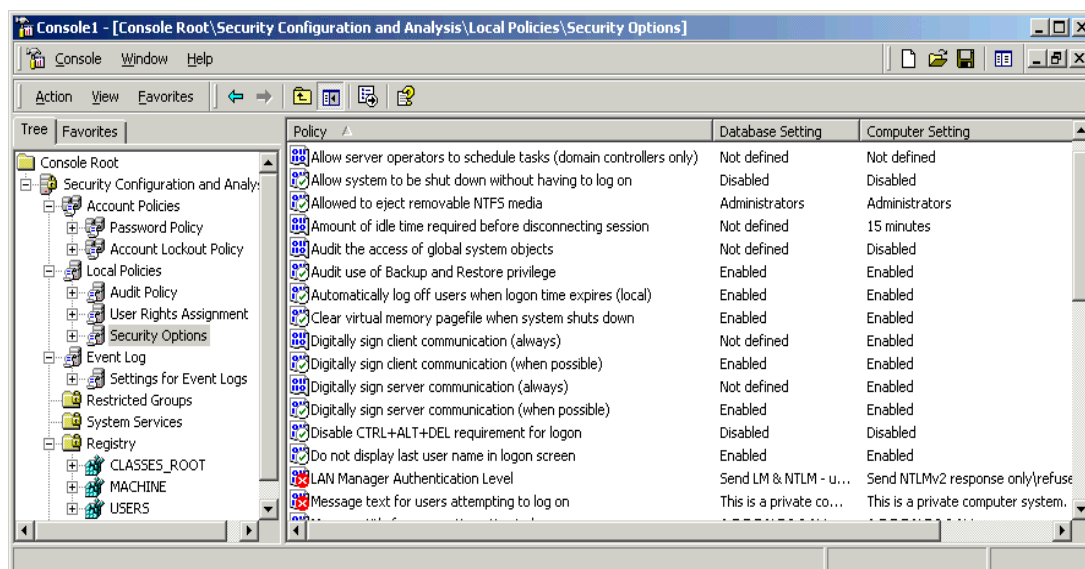 Console1 - [Console Root\Security Configuration and Analysis\Local Policies\Security Options]
Console Window Help
Action View Favorites
Tree Favorites
Console Root
Security Configuration and Analy
Account Policies
Password Policy
Account Lockout Policy
Local Policies
Audit Policy
User Rights Assignment
Security Options
Event Log
Settings for Event Logs
Restricted Groups
System Services
Registry
CLASSES_ROOT
MACHINE
USERS
Policy Database Setting Computer Setting
Allow server operators to schedule tasks (domain controllers only) Not defined Not defined
Allow system to be shut down without having to log on Disabled Disabled
Allowed to eject removable NTFS media Administrators Administrators
Amount of idle time required before disconnecting session Not defined 15 minutes
Audit the access of global system objects Not defined Disabled
Audit use of Backup and Restore privilege Enabled Enabled
Automatically log off users when logon time expires (local) Enabled Enabled
Clear virtual memory pagefile when system shuts down Enabled Enabled
Digitally sign client communication (always) Not defined Enabled
Digitally sign client communication (when possible) Enabled Enabled
Digitally sign server communication (always) Not defined Enabled
Digitally sign server communication (when possible) Enabled Enabled
Disable CTRL+ALT+DEL requirement for logon Disabled Disabled
Do not display last user name in logon screen Enabled Enabled
LAN Manager Authentication Level Send LM & NTLM - u... Send NTLMv2 response only\refuse
Message text for users attempting to log on This is a private co... This is a private computer system.